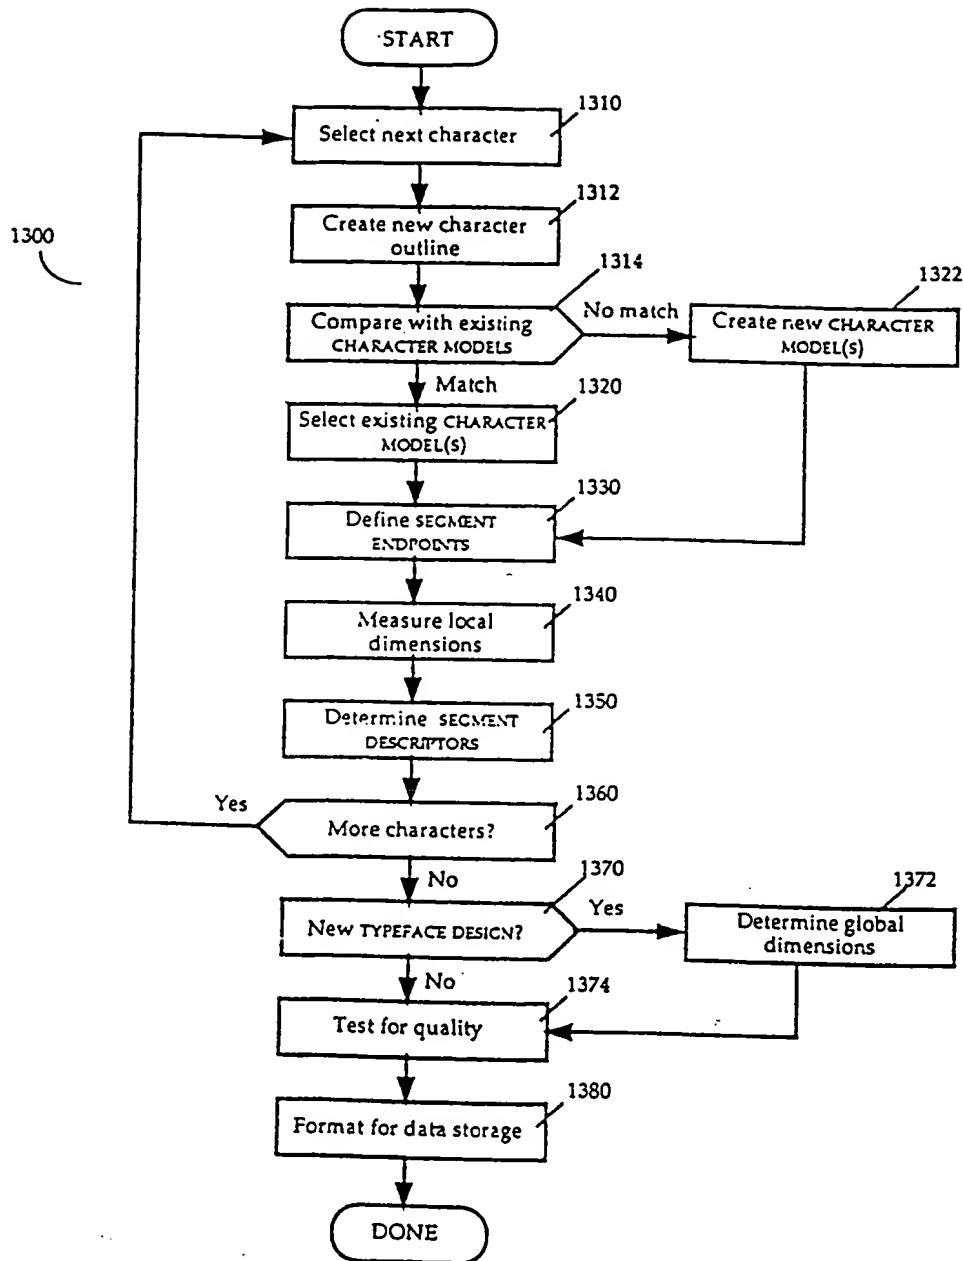 START
1310
Select next character
1312
Create new character
outline
1300
1314
1322
Compare with existing
CHARACTER MODELS
No match
Create new CHARACTER
MODEL(S)
Match
1320
Select existing CHARACTER
MODEL(S)
1330
Define SEGMENT
ENDPOINTS
1340
Measure local
dimensions
1350
Determine SEGMENT
DESCRIPTORS
Yes
1360
More characters?
No
1370
1372
New TYPEFACE DESIGN?
Yes
Determine global
dimensions
No
1374
Test for quality
1380
Format for data storage
DONE